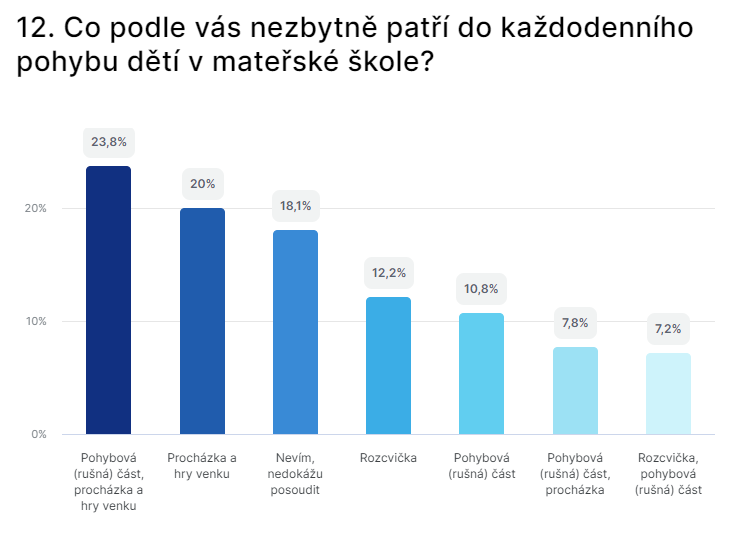 12. Co podle vás nezbytně patří do každodenního
pohybu dětí v mateřské škole?
23,8%
20%
18,1%
12,2%
10,8%
7,8%
7,2%
20%
10%
0%
Pohybová
(rušná) část,
procházka a
hry venku
Procházka a
hry venku
Nevím,
nedokážu
posoudit
Rozcvička
Pohybová
(rušná) část
Pohybová
(rušná) část,
procházka
Rozcvička,
pohybová
(rušná) část